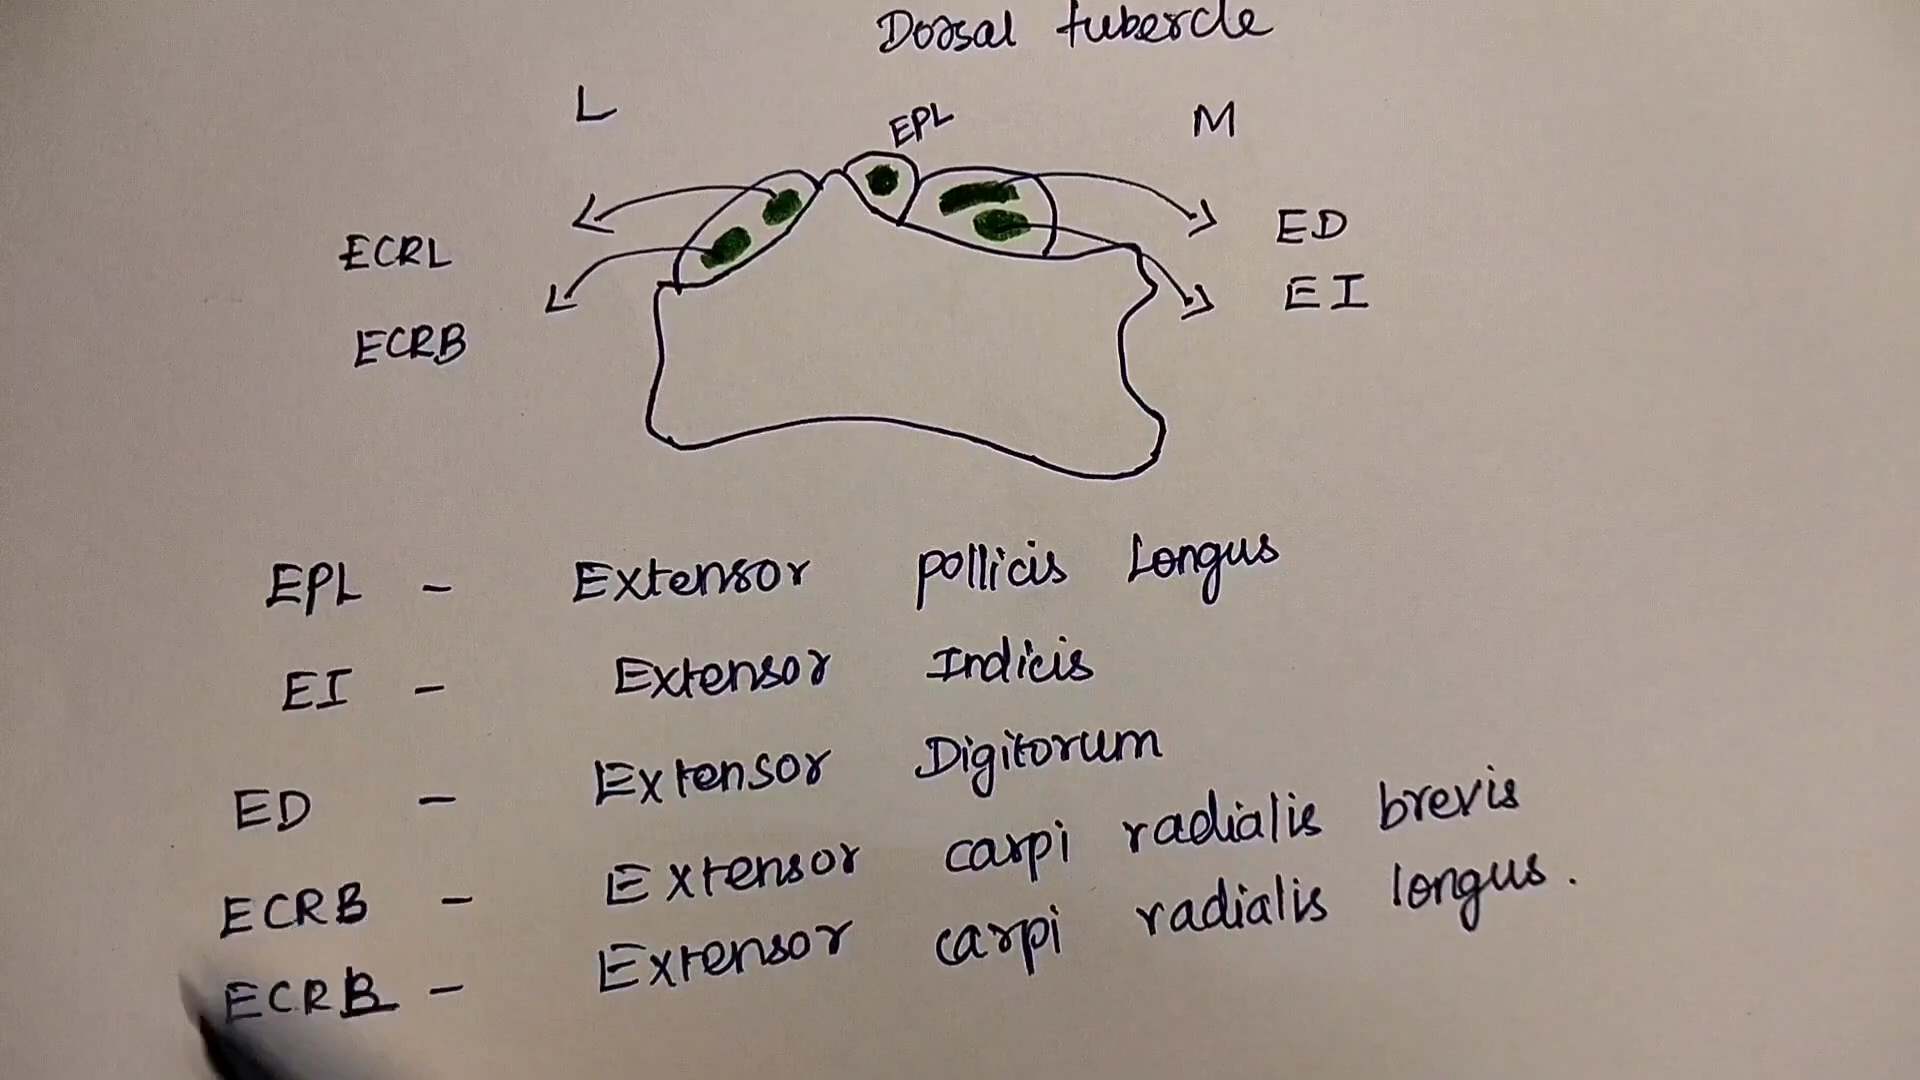 Dorsal tubercle
L
EPL
M
ECRL
ED
EI
ECRB
EPL - Extensor pollicis Longus
EI - Extensor Indicis
ED - Extensor Digitorum
ECRB - Extensor carpi radialis brevis
ECRB - Extensor carpi radialis longus.